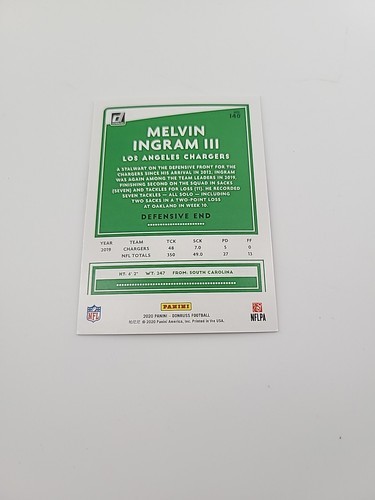 160
MELVIN
INGRAM III
LOS ANGELES CHARGERS
A STALWART ON THE DEFENSIVE FRONT FOR THE
CHARGERS SINCE HIS ARRIVAL IN 2012, INGRAM
WAS AGAIN AMONG THE TEAM LEADERS IN 2019,
FINISHING SECOND ON THE SQUAD IN SACKS
(SEVEN) AND TACKLES FOR LOSS (11). HE RECORDED
SEVEN TACKLES — ALL SOLO — INCLUDING
TWO SACKS IN A TWO-POINT LOSS
AT OAKLAND IN WEEK 10.
DEFENSIVE END
YEAR TEAM TCK SCK PD FF
2019 CHARGERS 48 7.0 5 0
NFL TOTALS 350 49.0 27 13
HT: 6' 2" WT: 247 FROM: SOUTH CAROLINA
NFL
PANINI
NFLPA
2020 PANINI - DONRUSS FOOTBALL
© 2020 Panini America, Inc. Printed in the USA.